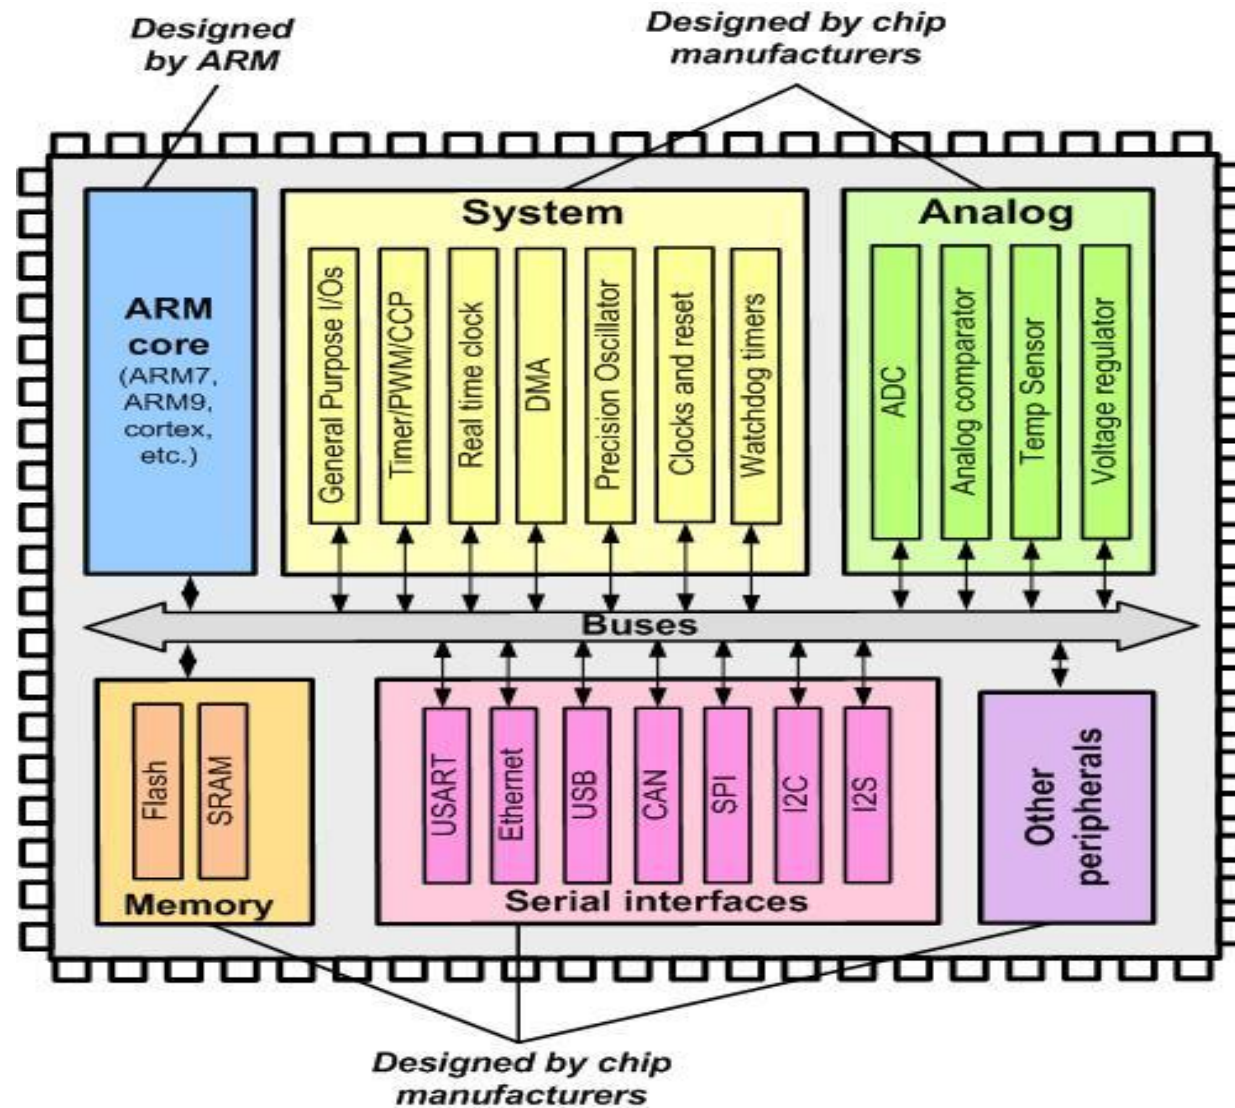 Designed
by ARM
Designed by chip
manufacturers
ARM
core
(ARM7,
ARM9,
cortex,
etc.)
System
General Purpose I/Os
Timer/PWM/CCP
Real time clock
DMA
Precision Oscillator
Clocks and reset
Watchdog timers
Analog
ADC
Analog comparator
Temp Sensor
Voltage regulator
Buses
Flash
SRAM
Memory
USART
Ethernet
USB
CAN
SPI
I2C
I2S
Serial interfaces
Other
peripherals
Designed by chip
manufacturers